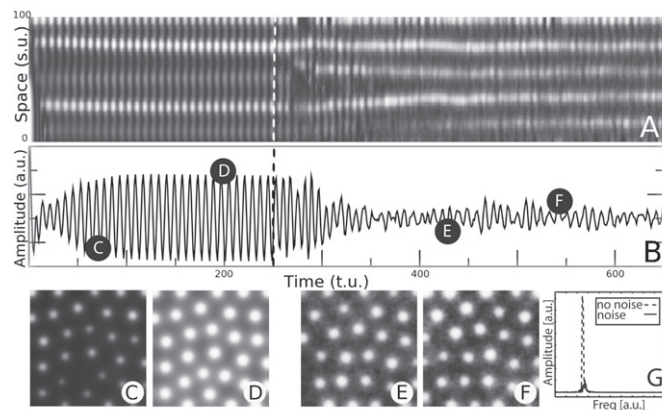 100
Space (s.u.)
0
A
Amplitude (a.u.)
C
D
E
F
B
200
400
600
Time (t.u.)
C
D
E
F
Amplitude [a.u.]
no noise
noise
G
Freq [a.u.]